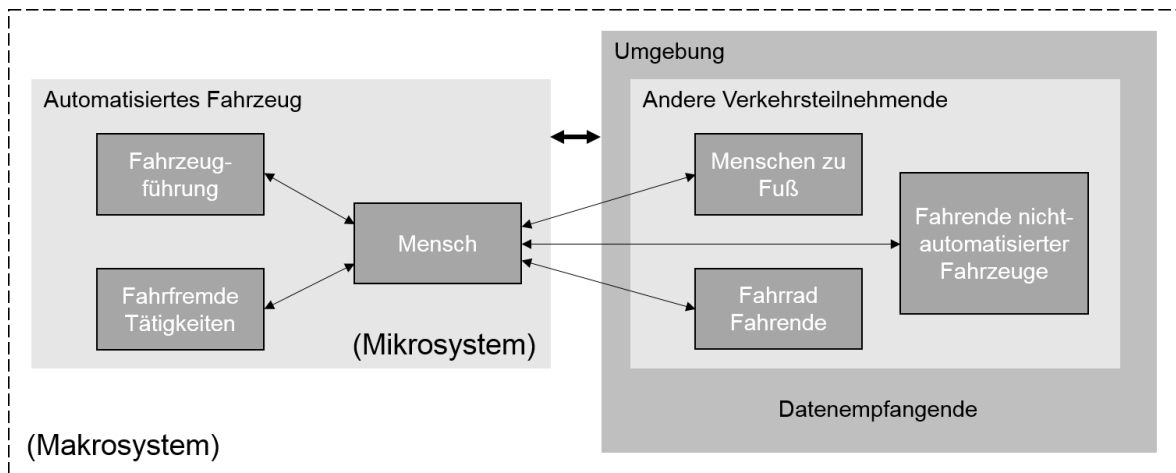 Umgebung
Automatisiertes Fahrzeug
Andere Verkehrsteilnehmende
Fahrzeug-
führung
Menschen zu
Fuß
Mensch
Fahrende nicht-
automatisierter
Fahrzeuge
Fahrfremde
Tätigkeiten
Fahrrad
Fahrende
(Mikrosystem)
Datenempfangende
(Makrosystem)